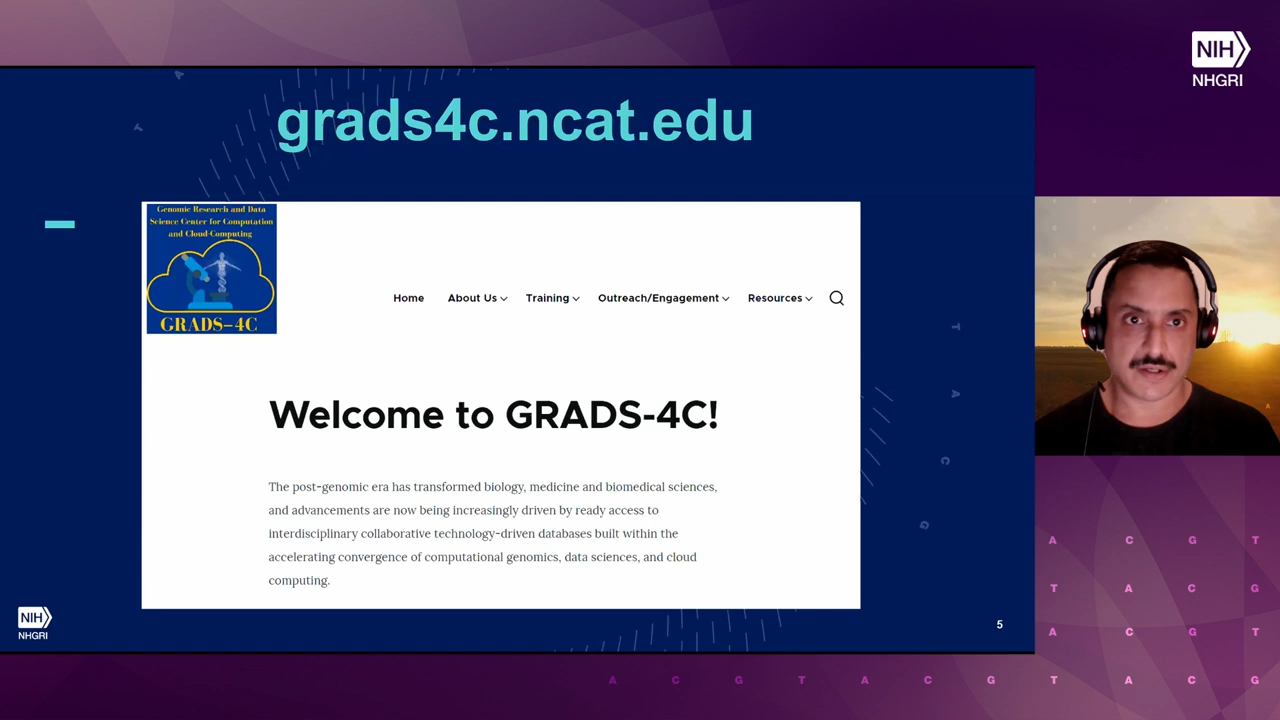 NIH
NHGRI
grads4c.ncat.edu
Genomic Research and Data
Science Center for Computation
and Cloud-Computing
GRADS-4C
Home About Us Training Outreach/Engagement Resources
Welcome to GRADS-4C!
The post-genomic era has transformed biology, medicine and biomedical sciences,
and advancements are now being increasingly driven by ready access to
interdisciplinary collaborative technology-driven databases built within the
accelerating convergence of computational genomics, data sciences, and cloud
computing.
NIH
NHGRI
5
T
A
T
A
C
G
A C G T
T A C G
A C G T
A C G T A C G T A C G